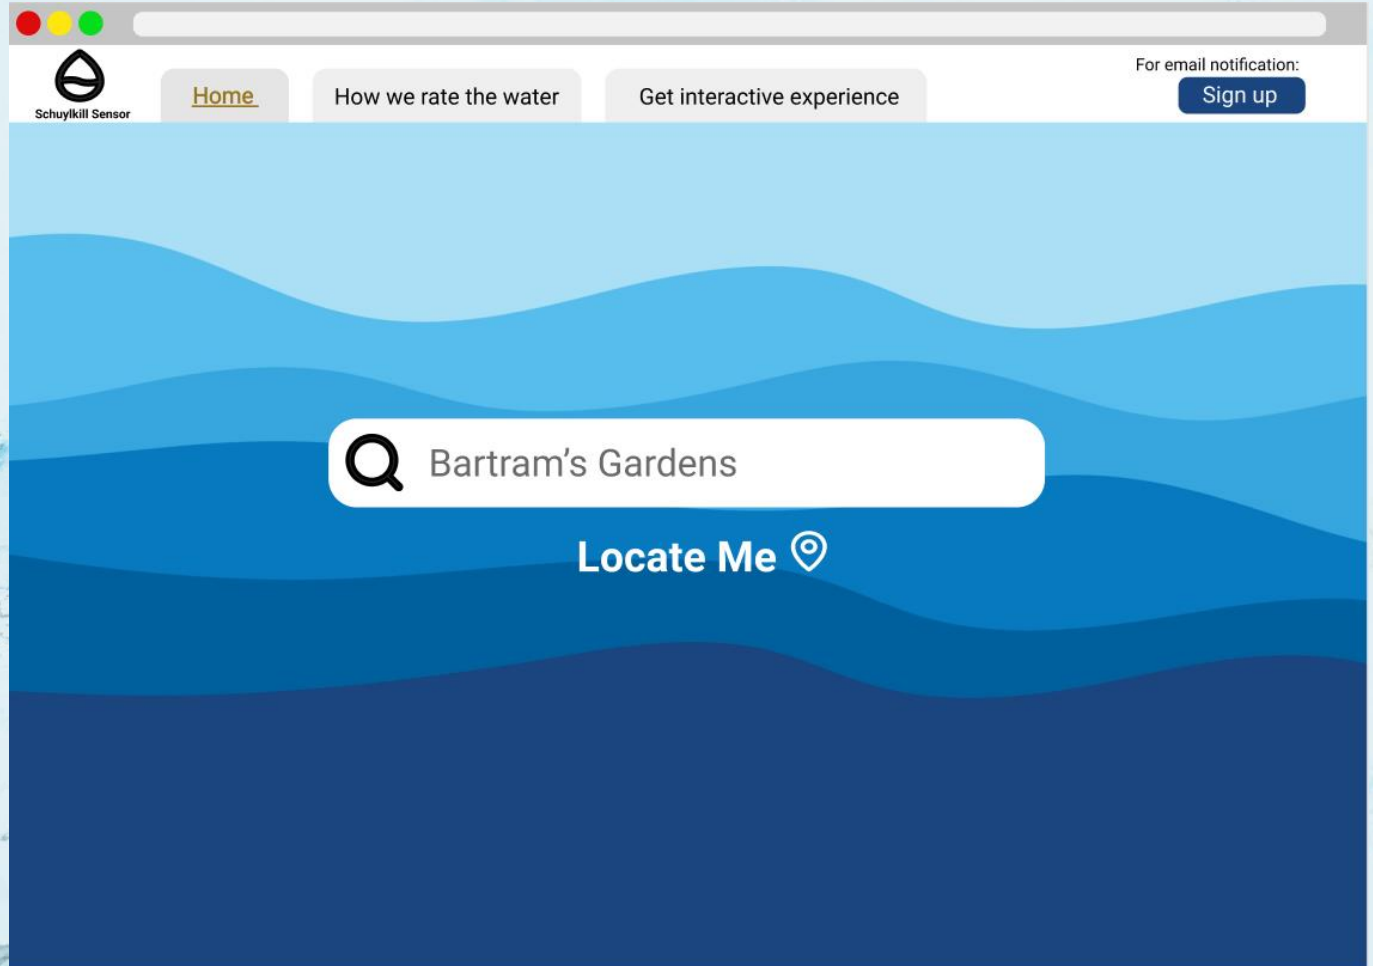 For email notification:
Schuylkill Sensor
Home
How we rate the water
Get interactive experience
Sign up
Bartram’s Gardens
Locate Me